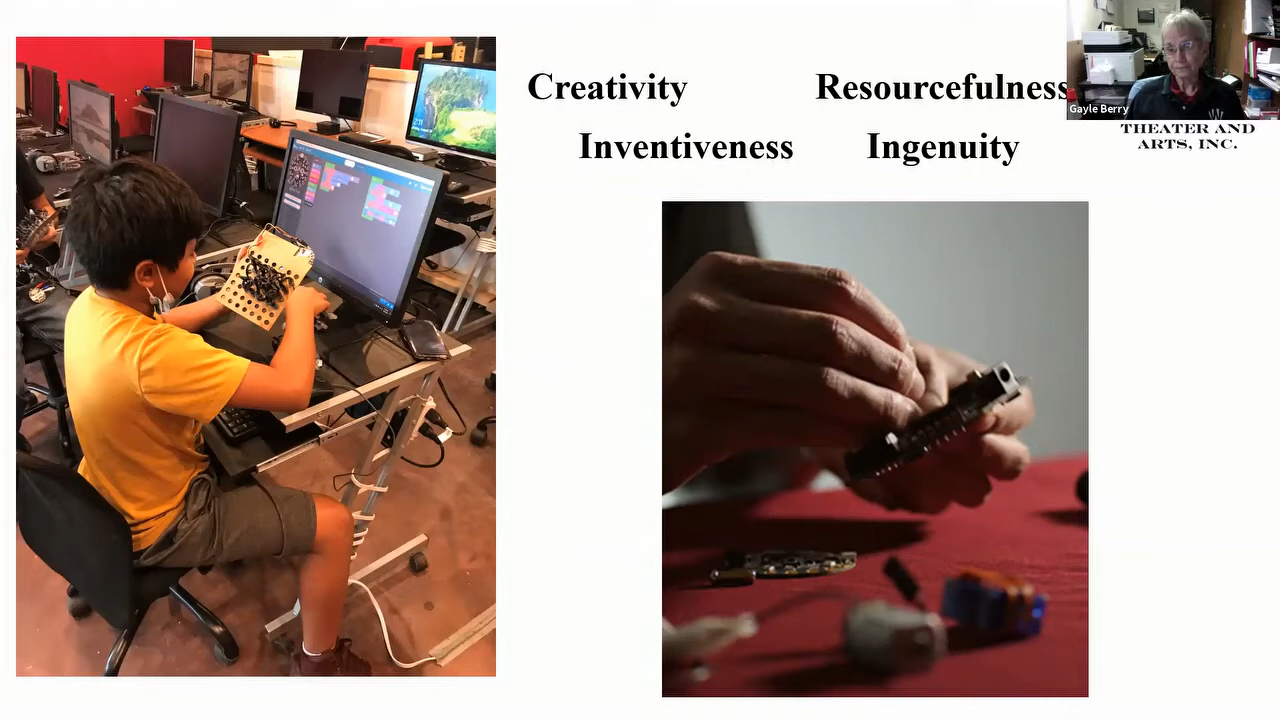 Creativity
Resourcefulness
Inventiveness
Ingenuity
Gayle Berry
THEATER AND
ARTS, INC.